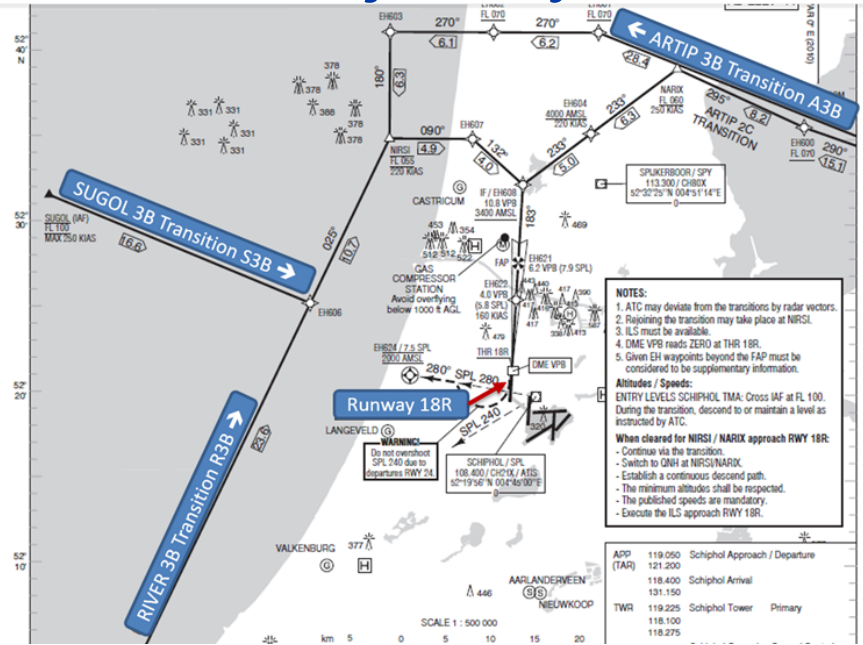 EH603
270°
FL 070
270°
FL 070
6.1
6.2
← ARTIP 3B Transition A3B
28.4
52°
40'
N
180°
6.3
NARIX
FL 060
250 KIAS
295°
8.2
ARTIP 2C
TRANSITION
EH600
FL 070
290°
15.1
(2010)
378
378
331
331
388
378
378
331
331
331
EH604
4000 AMSL
220 KIAS
233°
6.3
233°
5.0
090°
4.9
EH607
132°
4.0
NIRSI
FL 055
220 KIAS
CASTRICUM
IF / EH608
10.8 VPB
3400 AMSL
183°
SPIJKERBOOR / SPY
113.300 / CH80X
52°32'25"N 004°51'14"E
0
SUGOL 3B Transition S3B →
SUGOL (IAF)
FL 100
MAX 250 KIAS
16.6
52°
30'
025°
10.7
EH606
453
354
512
512
522
469
H
FAP
EH621
6.2 VPB (7.9 SPL)
GAS
COMPRESSOR
STATION
Avoid overflying
below 1000 ft AGL
EH622
4.0 VPB
(5.8 SPL)
160 KIAS
440
417
390
417
417
413
479
H
THR 18R
DME VPB
EH624 / 7.5 SPL
2000 AMSL
280°
SPL 280
SPL 240
52°
20'
Runway 18R
LANGEVELD
WARNING!
Do not overshoot
SPL 240 due to
departures RWY 24.
320
SCHIPHOL / SPL
108.400 / CH21X / ATIS
52°19'56"N 004°45'00"E
0
RIVER 3B Transition R3B →
23.6
NOTES:
1. ATC may deviate from the transitions by radar vectors.
2. Rejoining the transition may take place at NIRSI.
3. ILS must be available.
4. DME VPB reads ZERO at THR 18R.
5. Given EH waypoints beyond the FAP must be
considered to be supplementary information.
Altitudes / Speeds:
ENTRY LEVELS SCHIPHOL TMA: Cross IAF at FL 100.
During the transition, descend to or maintain a level as
instructed by ATC.
When cleared for NIRSI / NARIX approach RWY 18R:
- Continue via the transition.
- Switch to QNH at NIRSI/NARIX.
- Establish a continuous descend path.
- The minimum altitudes shall be respected.
- The published speeds are mandatory.
- Execute the ILS approach RWY 18R.
VALKENBURG
377
H
52°
10'
446
AARLANDERVEEN
S S
NIEUWKOOP
SCALE 1 : 500 000
km 5 0 5 10 15 20
APP 119.050 Schiphol Approach / Departure
(TAR) 121.200
118.400 Schiphol Arrival
131.150
TWR 119.225 Schiphol Tower Primary
118.100
118.275